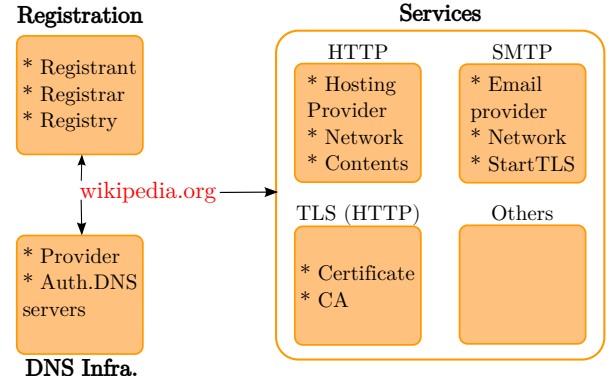 Registration
* Registrant
* Registrar
* Registry
wikipedia.org
* Provider
* Auth.DNS
servers
DNS Infra.
Services
HTTP
* Hosting
Provider
* Network
* Contents
SMTP
* Email
provider
* Network
* StartTLS
TLS (HTTP)
* Certificate
* CA
Others